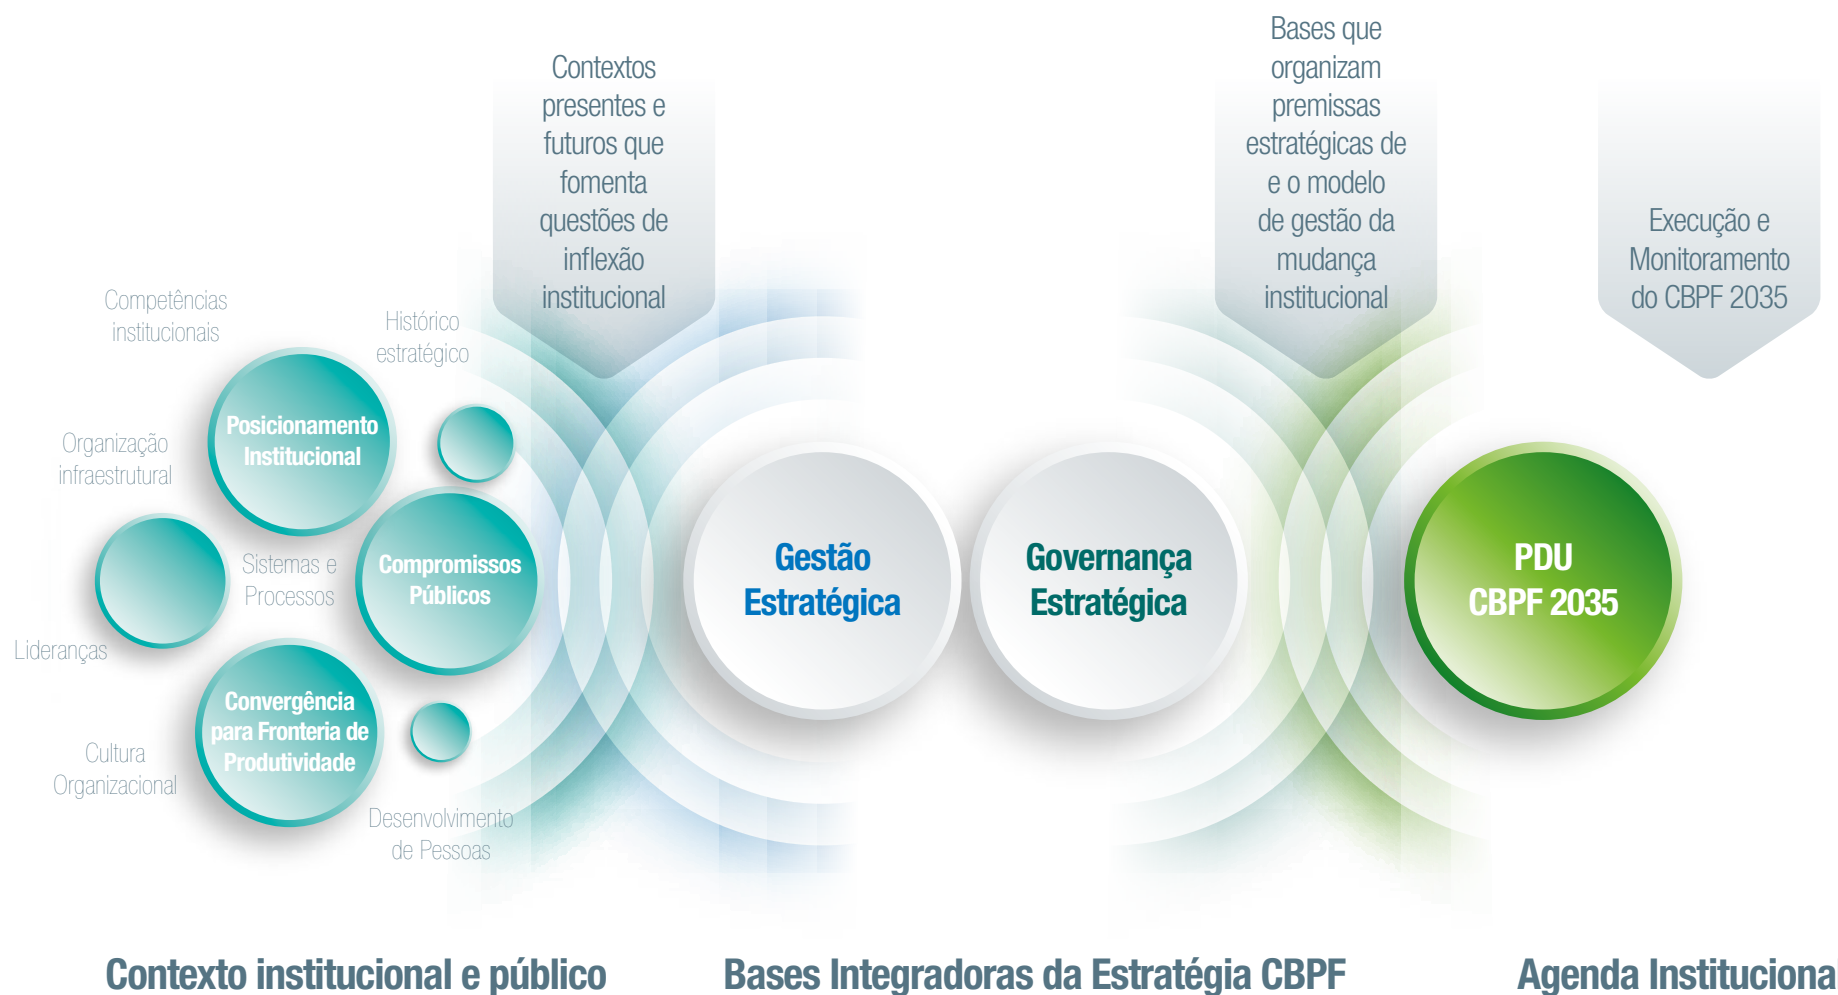 Contextos
presentes e
futuros que
fomenta
questões de
inflexão
institucional
Bases que
organizam
premissas
estratégicas de
e o modelo
de gestão da
mudança
institucional
Execução e
Monitoramento
do CBPF 2035
Competências
institucionais
Histórico
estratégico
Posicionamento
Institucional
Organização
infraestrutural
Sistemas e
Processos
Compromissos
Públicos
Lideranças
Convergência
para Fronteria de
Produtividade
Cultura
Organizacional
Desenvolvimento
de Pessoas
Gestão
Estratégica
Governança
Estratégica
PDU
CBPF 2035
Contexto institucional e público
Bases Integradoras da Estratégia CBPF
Agenda Institucional